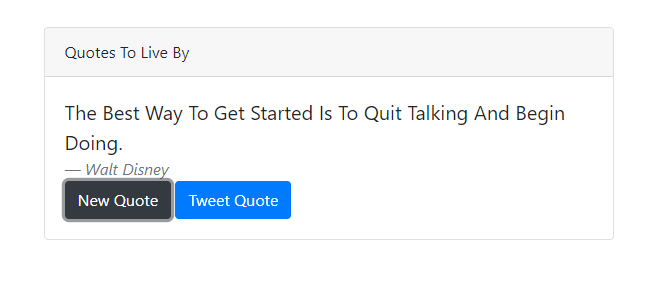 Quotes To Live By
The Best Way To Get Started Is To Quit Talking And Begin
Doing.
— Walt Disney
New Quote Tweet Quote